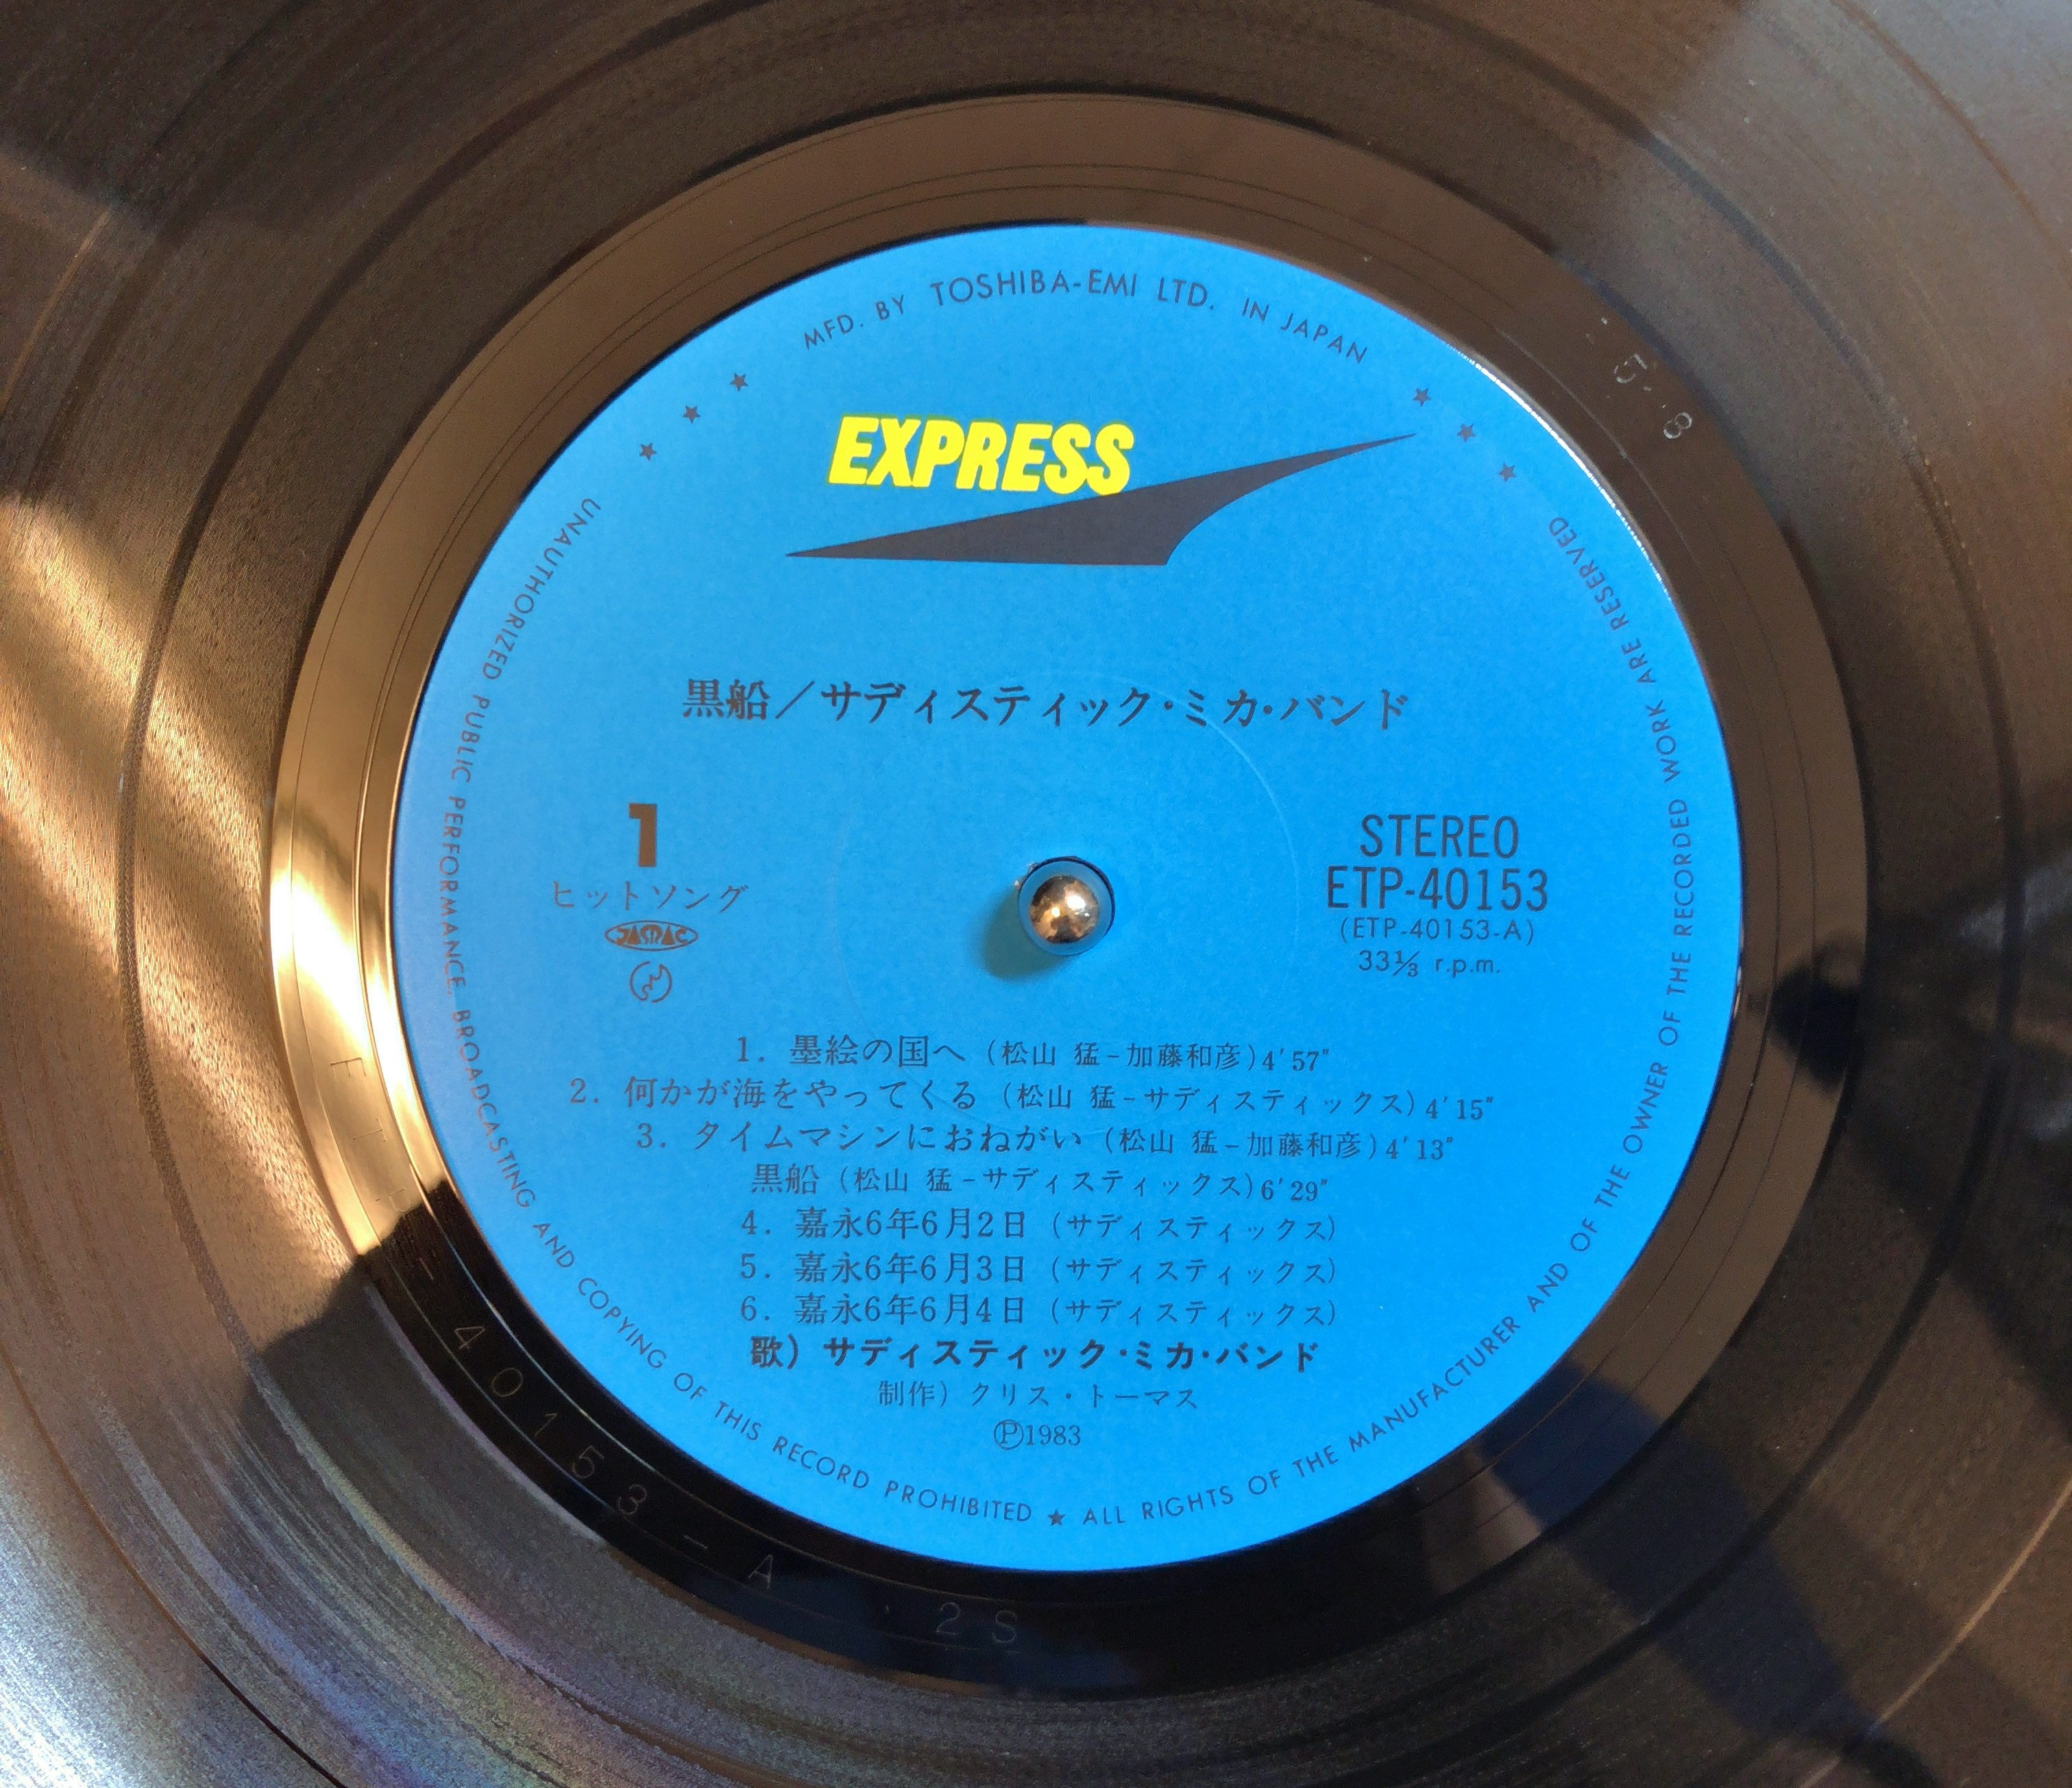 MFD. BY TOSHIBA-EMI LTD. IN JAPAN
EXPRESS
黒船／サディスティック・ミカ・バンド
1
ヒットソング
JASRAC
STEREO
ETP-40153
(ETP-40153-A)
33⅓ r.p.m.
1. 墨絵の国へ (松山 猛－加藤和彦) 4′57″
2. 何かが海をやってくる (松山 猛－サディスティックス) 4′15″
3. タイムマシンにおねがい (松山 猛－加藤和彦) 4′13″
黒船 (松山 猛－サディスティックス) 6′29″
4. 嘉永6年6月2日 (サディスティックス)
5. 嘉永6年6月3日 (サディスティックス)
6. 嘉永6年6月4日 (サディスティックス)
歌) サディスティック・ミカ・バンド
制作) クリス・トーマス
Ⓟ1983
UNAUTHORIZED PUBLIC PERFORMANCE, BROADCASTING AND COPYING OF THIS RECORD PROHIBITED ★ ALL RIGHTS OF THE MANUFACTURER AND OF THE OWNER OF THE RECORDED WORK ARE RESERVED
ETP-40153-A 2S